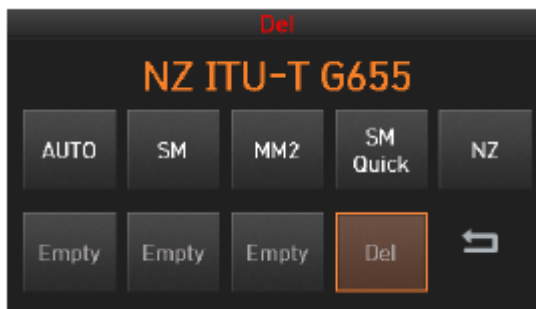 Del
NZ ITU-T G655
AUTO
SM
MM2
SM
Quick
NZ
Empty
Empty
Empty
Del